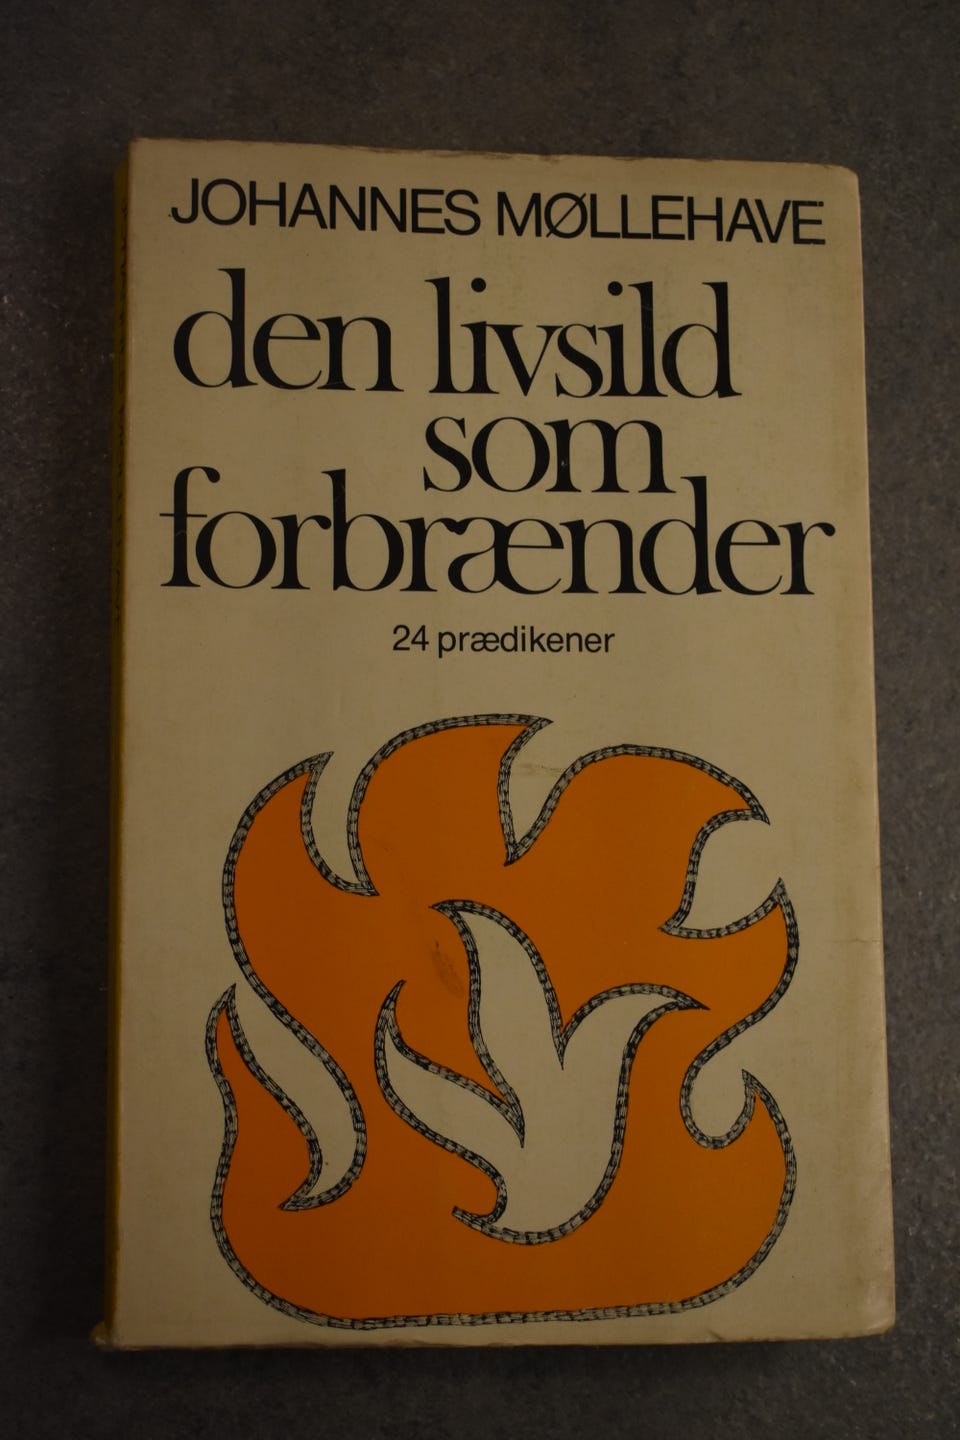 JOHANNES MØLLEHAVE
den livsild
som
forbrænder
24 prædikener